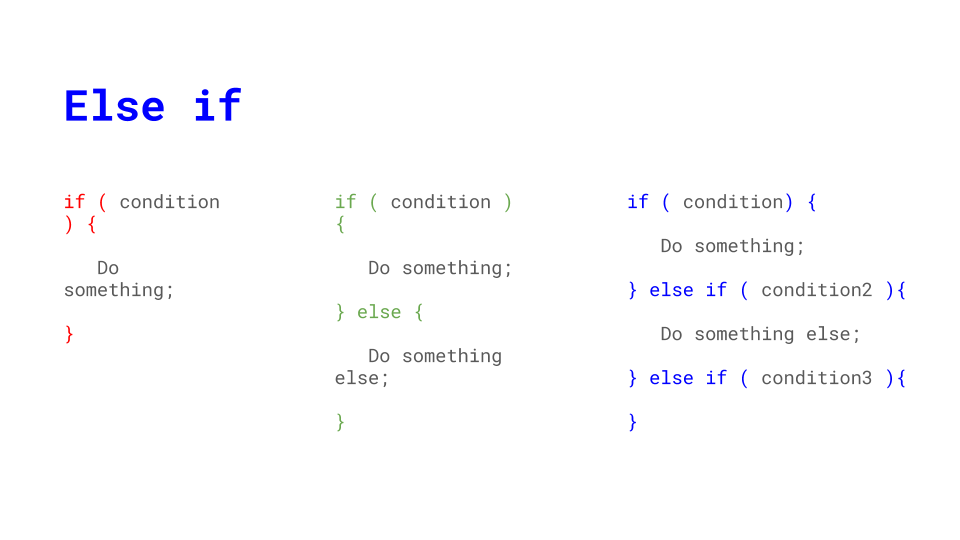 Else if
if ( condition
) {
Do
something;
}
if ( condition )
{
Do something;
} else {
Do something
else;
}
if ( condition) {
Do something;
} else if ( condition2 ){
Do something else;
} else if ( condition3 ){
}